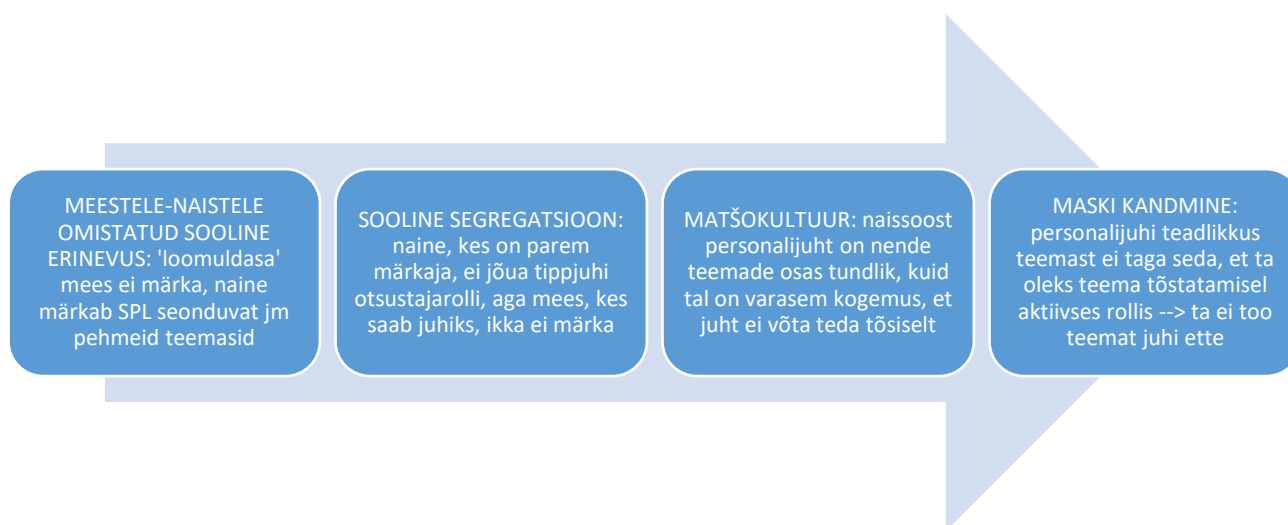 MEESTELE-NAISTELE
OMISTATUD SOOLINE
ERINEVUS: 'loomuldasa'
mees ei märka, naine
märkab SPL seonduvat jm
pehmeid teemasid
SOOLINE SEGREGATSIOON:
naine, kes on parem
märkaja, ei jõua tippjuhi
otsustajarolli, aga mees, kes
saab juhiks, ikka ei märka
MATŠOKULTUUR: naissoost
personalijuht on nende
teemade osas tundlik, kuid
tal on varasem kogemus, et
juht ei võta teda tõsiselt
MASKI KANDMINE:
personalijuhi teadlikkus
teemast ei taga seda, et ta
oleks teema tõstatamisel
aktiivses rollis --> ta ei too
teemat juhi ette